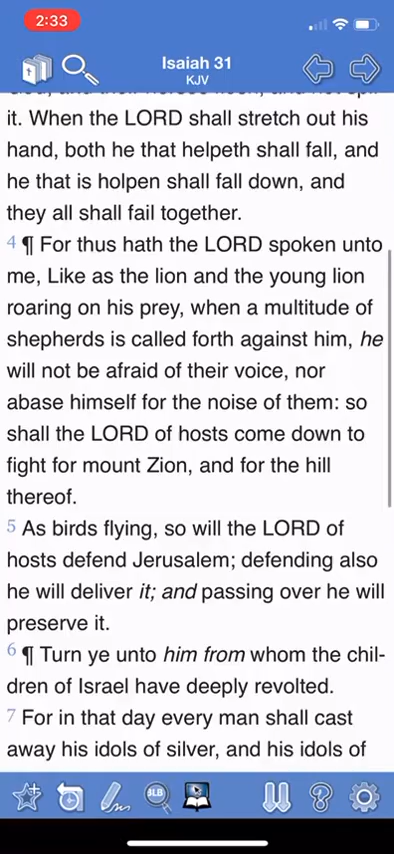 2:33
Isaiah 31
KJV
it. When the LORD shall stretch out his
hand, both he that helpeth shall fall, and
he that is holpen shall fall down, and
they all shall fail together.
4 ¶ For thus hath the LORD spoken unto
me, Like as the lion and the young lion
roaring on his prey, when a multitude of
shepherds is called forth against him, he
will not be afraid of their voice, nor
abase himself for the noise of them: so
shall the LORD of hosts come down to
fight for mount Zion, and for the hill
thereof.
5 As birds flying, so will the LORD of
hosts defend Jerusalem; defending also
he will deliver it; and passing over he will
preserve it.
6 ¶ Turn ye unto him from whom the chil-
dren of Israel have deeply revolted.
7 For in that day every man shall cast
away his idols of silver, and his idols of
BLB